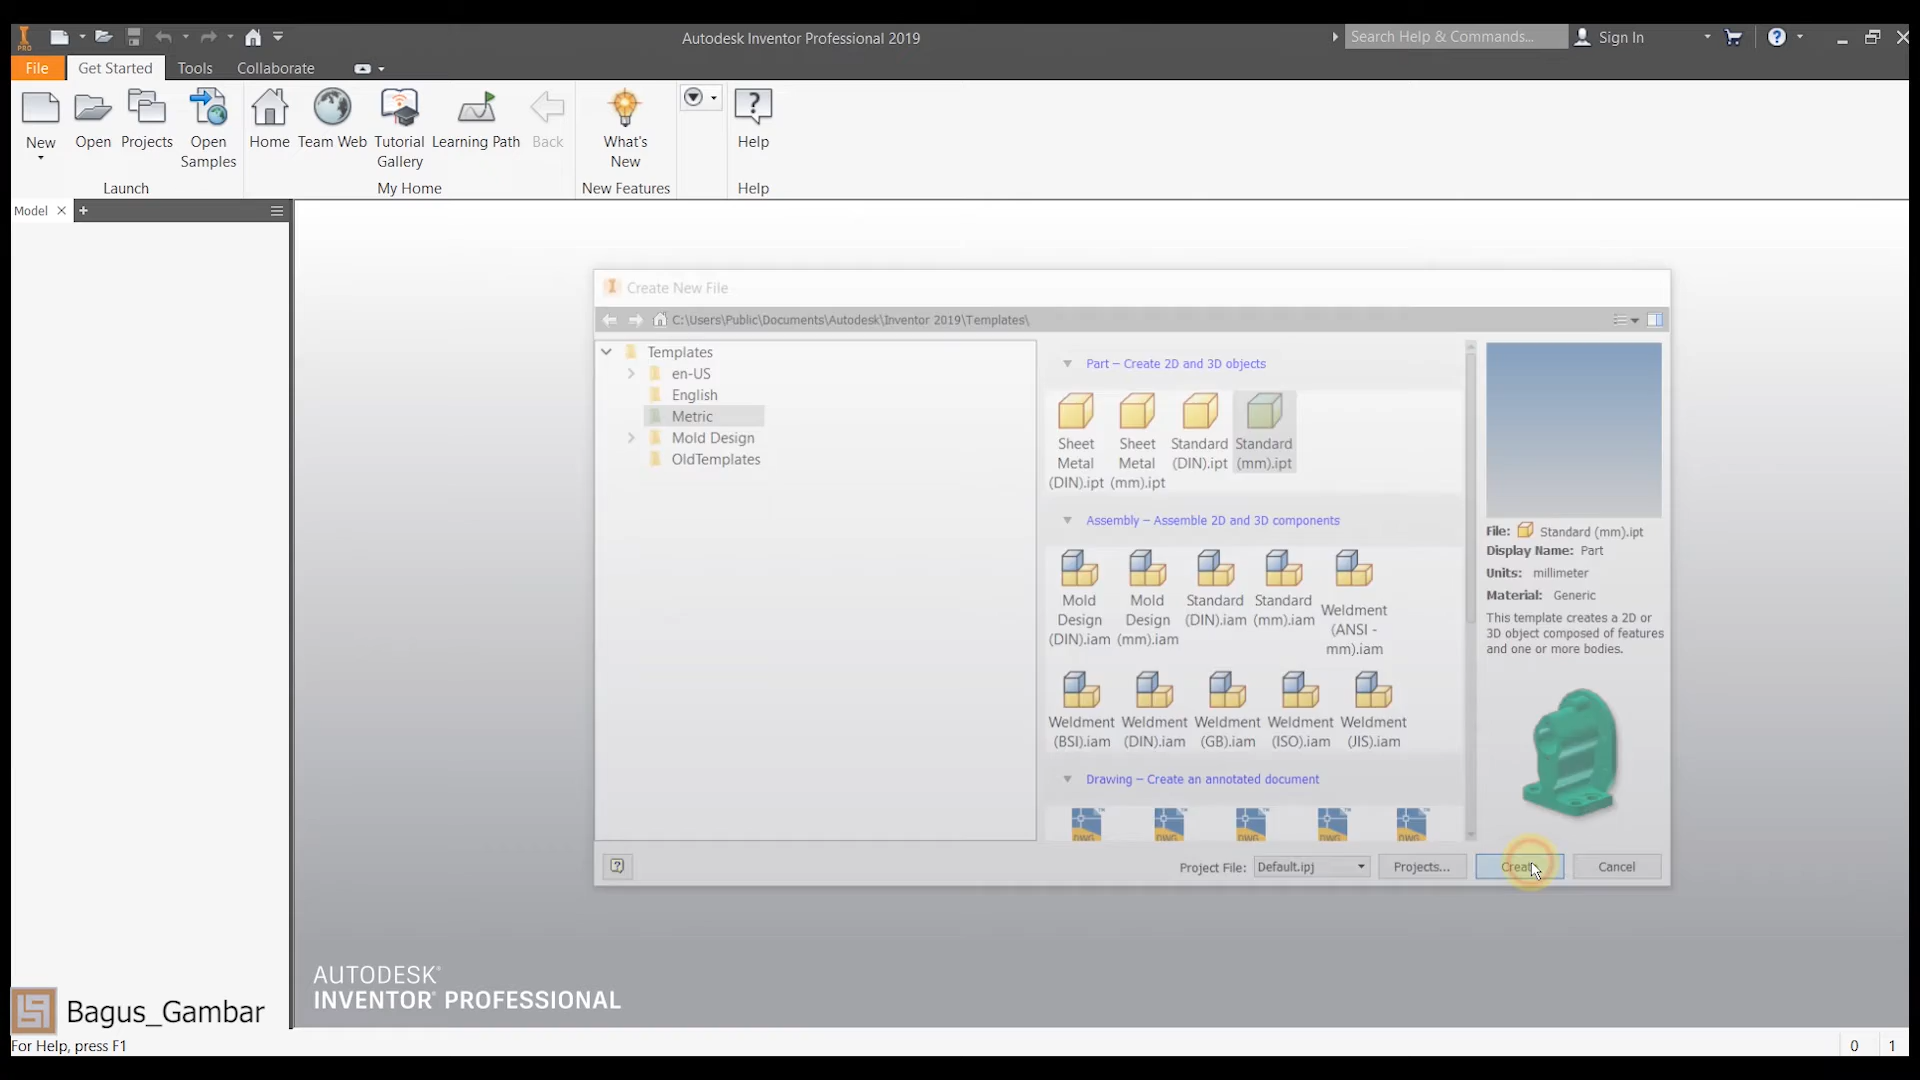 Autodesk Inventor Professional 2019
Search Help & Commands...
Sign In
PRO
File
Get Started
Tools
Collaborate
New
Open
Projects
Open
Samples
Home
Team Web
Tutorial
Gallery
Learning Path
Back
What's
New
Help
Launch
My Home
New Features
Help
Model
Create New File
C:\Users\Public\Documents\Autodesk\Inventor 2019\Templates\
Templates
en-US
English
Metric
Mold Design
OldTemplates
Part – Create 2D and 3D objects
Sheet
Metal
(DIN).ipt
Sheet
Metal
(mm).ipt
Standard
(DIN).ipt
Standard
(mm).ipt
Assembly – Assemble 2D and 3D components
Mold
Design
(DIN).iam
Mold
Design
(mm).iam
Standard
(DIN).iam
Standard
(mm).iam
Weldment
(ANSI -
mm).iam
Weldment
(BSI).iam
Weldment
(DIN).iam
Weldment
(GB).iam
Weldment
(ISO).iam
Weldment
(JIS).iam
Drawing – Create an annotated document
DWG
DWG
DWG
DWG
DWG
File: Standard (mm).ipt
Display Name: Part
Units: millimeter
Material: Generic
This template creates a 2D or
3D object composed of features
and one or more bodies.
Project File:
Default.ipj
Projects...
Create
Cancel
AUTODESK®
INVENTOR® PROFESSIONAL
Bagus_Gambar
For Help, press F1
0
1